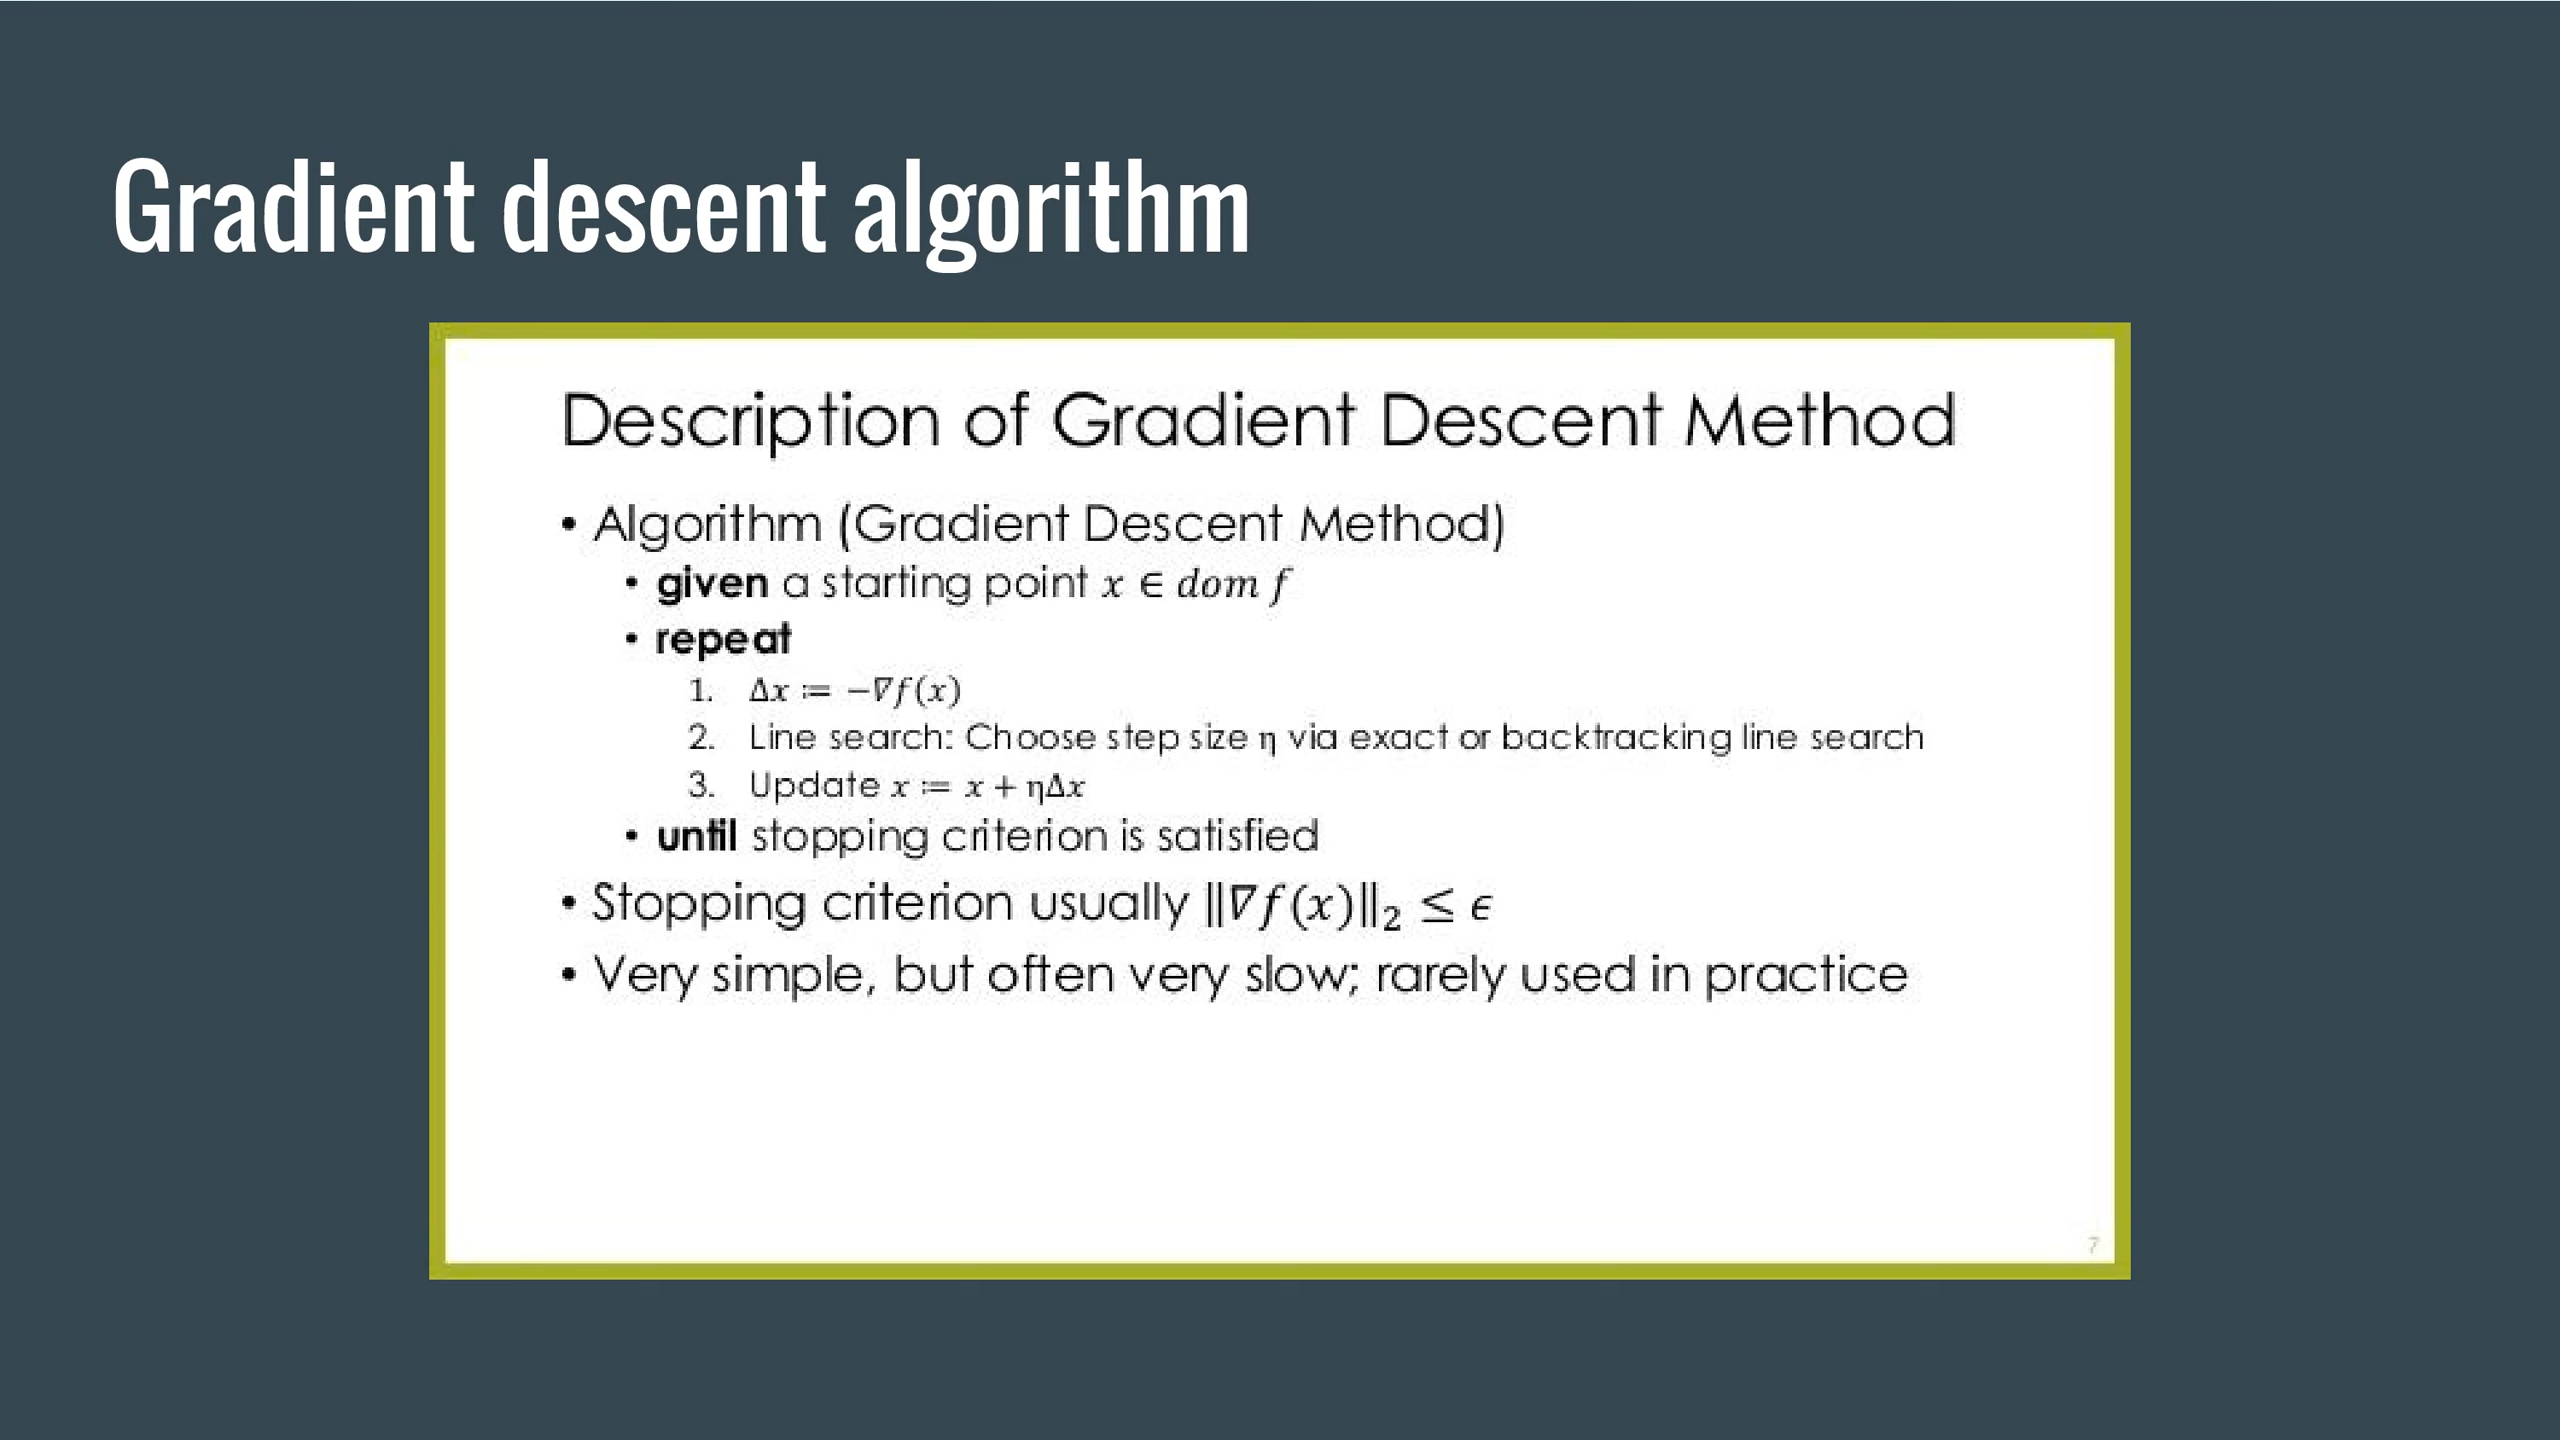 Gradient descent algorithm
Description of Gradient Descent Method
• Algorithm (Gradient Descent Method)
• given a starting point x ∈ dom f
• repeat
1. Δx ≔ −∇f(x)
2. Line search: Choose step size η via exact or backtracking line search
3. Update x ≔ x + ηΔx
• until stopping criterion is satisfied
• Stopping criterion usually ‖∇f(x)‖₂ ≤ ϵ
• Very simple, but often very slow; rarely used in practice
7